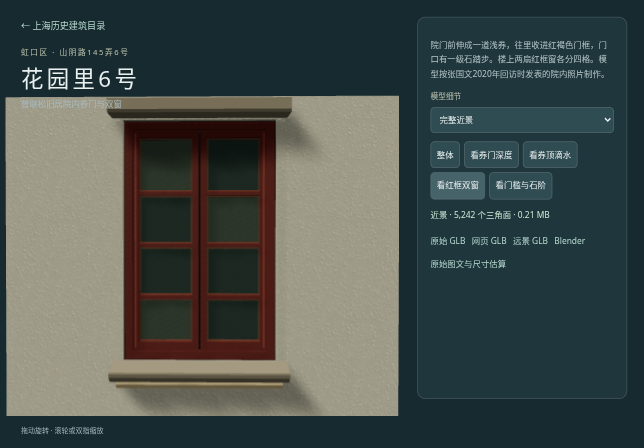 ← 上海历史建筑目录
虹口区 · 山阴路145弄6号
花园里6号
院内券门与双窗
院门前伸成一道浅券，往里收进红褐色门框，门
口有一级石踏步。楼上两扇红框窗各分四格。模
型按张国文2020年回访时发表的院内照片制作。
模型细节
完整近景
整体
看券门深度
看券顶滴水
看红框双窗
看门槛与石阶
近景 · 5,242 个三角面 · 0.21 MB
原始 GLB 网页 GLB 远景 GLB Blender
原始图文与尺寸估算
拖动旋转 · 滚轮或双指缩放